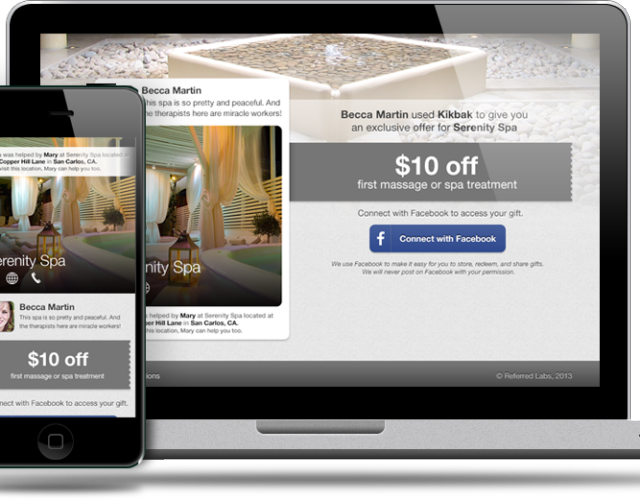 Becca Martin
his spa is so pretty and peaceful. And
he therapists here are miracle workers!
nity Spa
helped by Mary at Serenity Spa located at
per Hill Lane in San Carlos, CA.
this location, Mary can help you too.
Becca Martin used Kikbak to give you
an exclusive offer for Serenity Spa
$10 off
first massage or spa treatment
Connect with Facebook to access your gift.
f Connect with Facebook
We use Facebook to make it easy for you to store, redeem, and share gifts.
We will never post on Facebook with your permission.
ions
© Referred Labs, 2013
was helped by Mary at Serenity Spa located
Copper Hill Lane in San Carlos, CA.
visit this location, Mary can help you too.
erenity Spa
Becca Martin
This spa is so pretty and peaceful. And
the therapists here are miracle workers!
$10 off
first massage or spa treatment
nect with Facebook to access your gift.